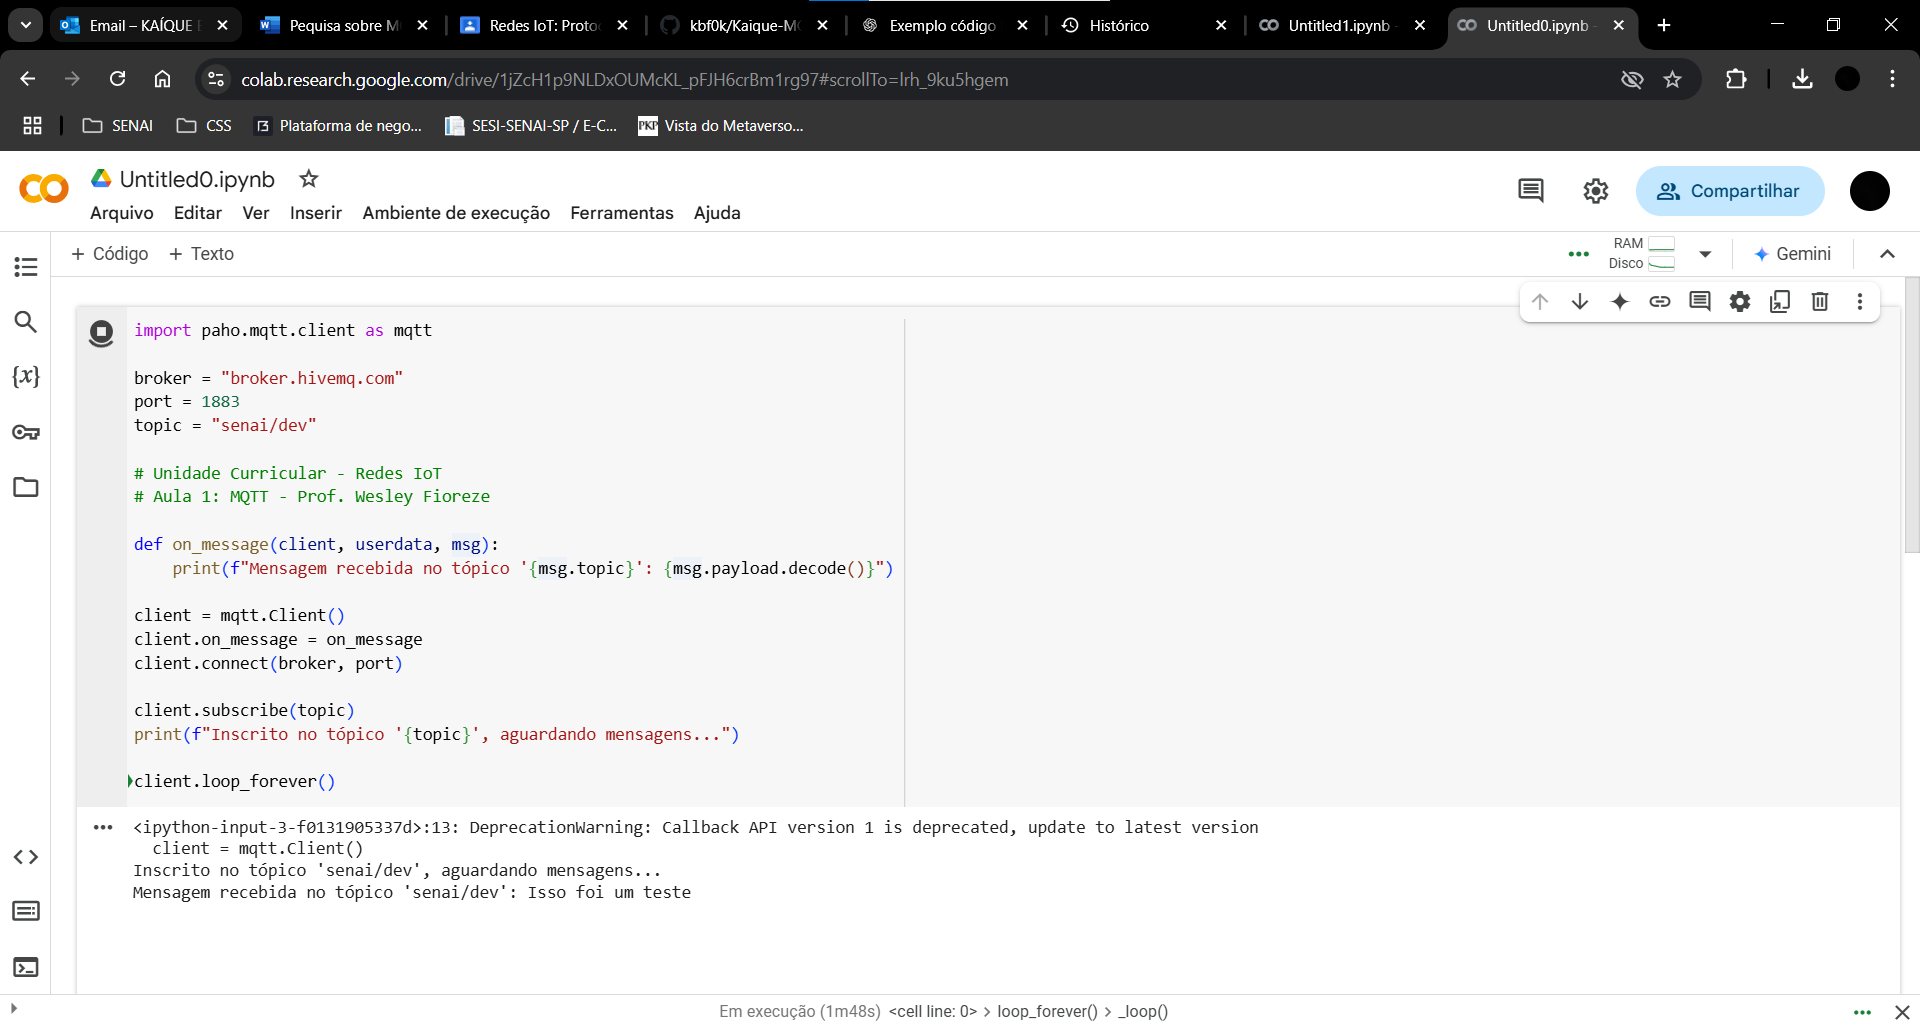 Email – KAÍQUE
Pequisa sobre M
Redes IoT: Proto
kbf0k/Kaique-M
Exemplo código
Histórico
Untitled1.ipynb -
Untitled0.ipynb -
colab.research.google.com/drive/1jZcH1p9NLDxOUMcKL_pFJH6crBm1rg97#scrollTo=lrh_9ku5hgem
SENAI
CSS
Plataforma de nego...
SESI-SENAI-SP / E-C...
PKP Vista do Metaverso...
CO
Untitled0.ipynb
Compartilhar
Arquivo Editar Ver Inserir Ambiente de execução Ferramentas Ajuda
+ Código + Texto
RAM
Disco
Gemini
{x}
import paho.mqtt.client as mqtt
broker = "broker.hivemq.com"
port = 1883
topic = "senai/dev"
# Unidade Curricular - Redes IoT
# Aula 1: MQTT - Prof. Wesley Fioreze
def on_message(client, userdata, msg):
    print(f"Mensagem recebida no tópico '{msg.topic}': {msg.payload.decode()}")
client = mqtt.Client()
client.on_message = on_message
client.connect(broker, port)
client.subscribe(topic)
print(f"Inscrito no tópico '{topic}', aguardando mensagens...")
client.loop_forever()
<ipython-input-3-f0131905337d>:13: DeprecationWarning: Callback API version 1 is deprecated, update to latest version
  client = mqtt.Client()
Inscrito no tópico 'senai/dev', aguardando mensagens...
Mensagem recebida no tópico 'senai/dev': Isso foi um teste
Em execução (1m48s) <cell line: 0> > loop_forever() > _loop()